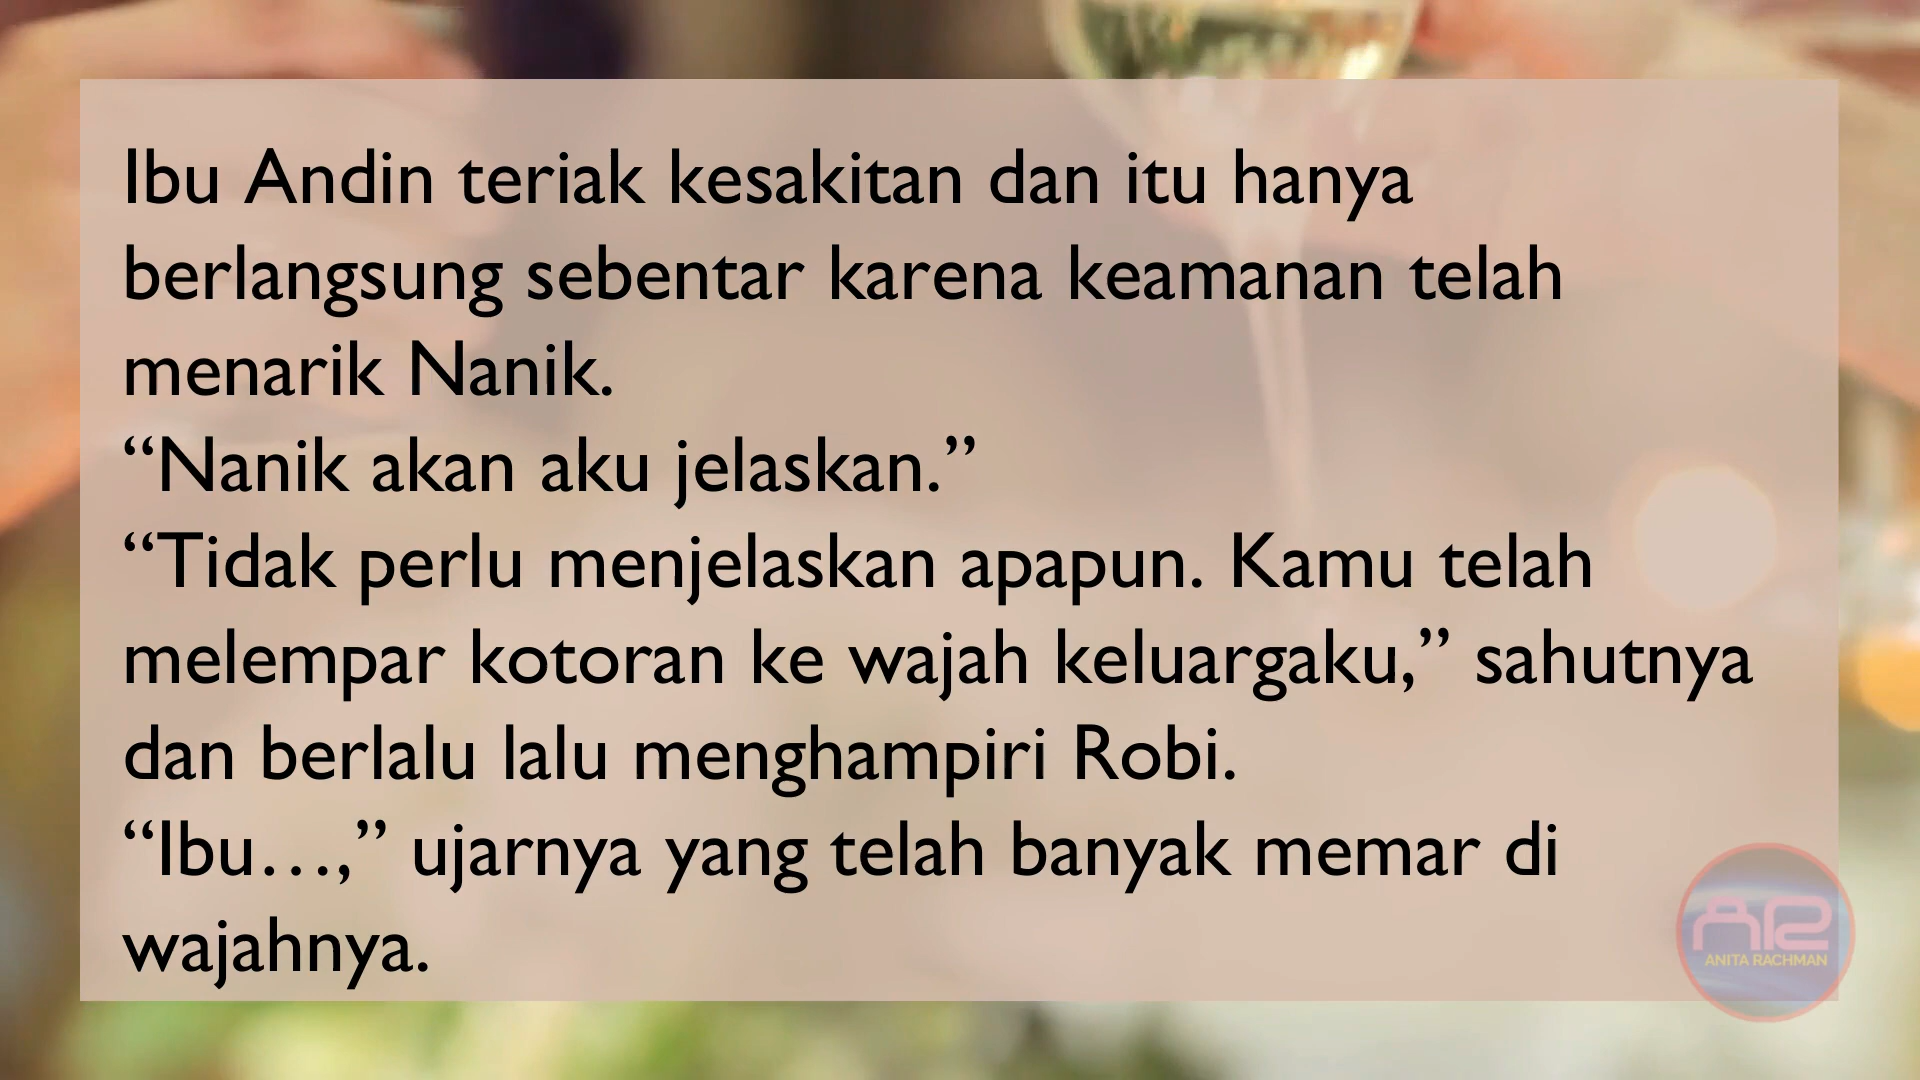 Ibu Andin teriak kesakitan dan itu hanya
berlangsung sebentar karena keamanan telah
menarik Nanik.
“Nanik akan aku jelaskan.”
“Tidak perlu menjelaskan apapun. Kamu telah
melempar kotoran ke wajah keluargaku,” sahutnya
dan berlalu lalu menghampiri Robi.
“Ibu…,” ujarnya yang telah banyak memar di
wajahnya.
AR
ANITA RACHMAN